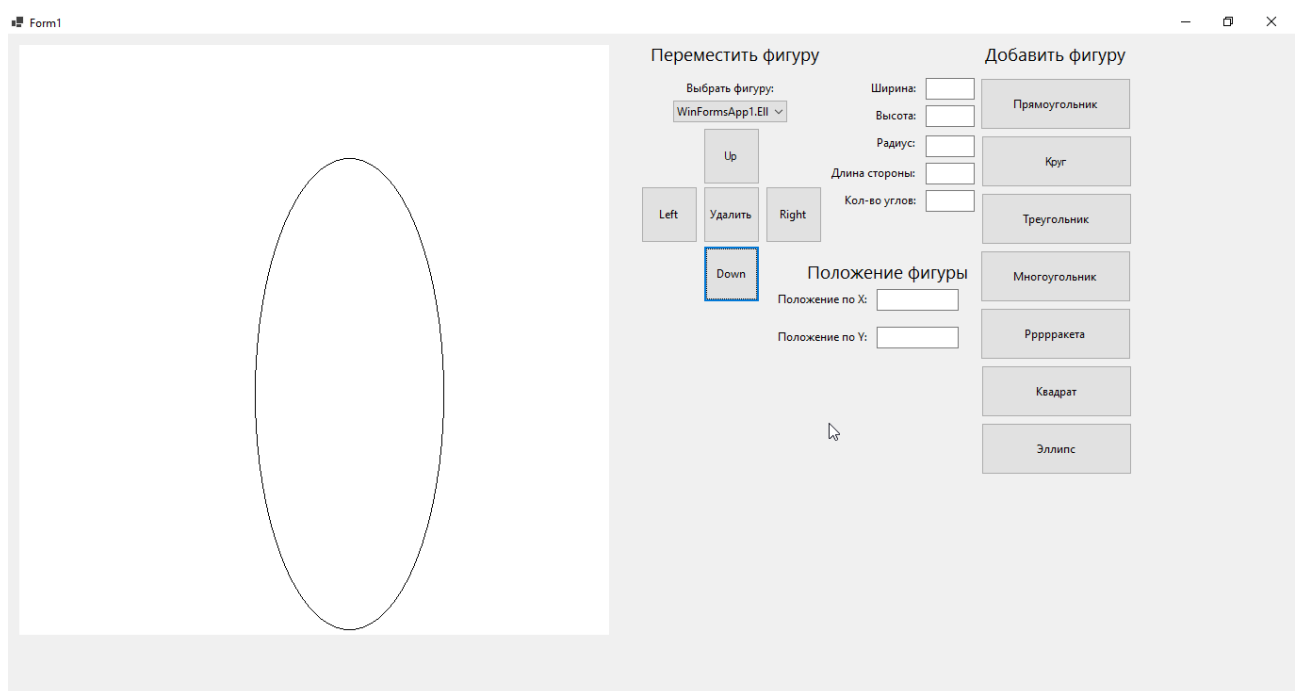 Form1
Переместить фигуру
Выбрать фигуру:
WinFormsApp1.Ell
Up
Left
Удалить
Right
Down
Ширина:
Высота:
Радиус:
Длина стороны:
Кол-во углов:
Положение фигуры
Положение по X:
Положение по Y:
Добавить фигуру
Прямоугольник
Круг
Треугольник
Многоугольник
Рррррракета
Квадрат
Эллипс